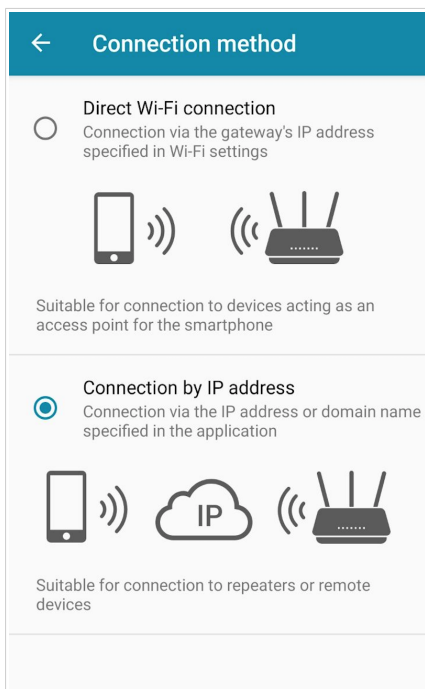 Connection method
Direct Wi-Fi connection
Connection via the gateway's IP address
specified in Wi-Fi settings
Suitable for connection to devices acting as an
access point for the smartphone
Connection by IP address
Connection via the IP address or domain name
specified in the application
IP
Suitable for connection to repeaters or remote
devices